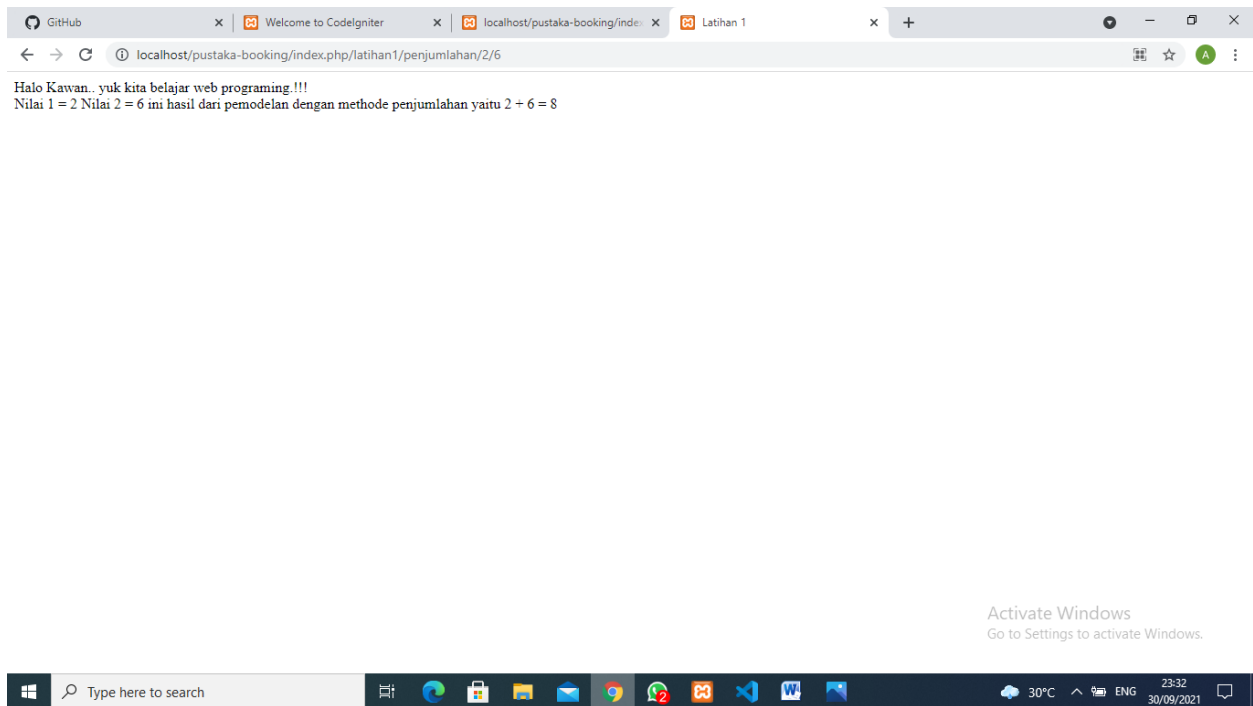 GitHub
Welcome to CodeIgniter
localhost/pustaka-booking/index
Latihan 1
localhost/pustaka-booking/index.php/latihan1/penjumlahan/2/6
A
Halo Kawan.. yuk kita belajar web programing.!!!
Nilai 1 = 2 Nilai 2 = 6 ini hasil dari pemodelan dengan methode penjumlahan yaitu 2 + 6 = 8
Activate Windows
Go to Settings to activate Windows.
Type here to search
2
W
30°C
ENG
23:32
30/09/2021